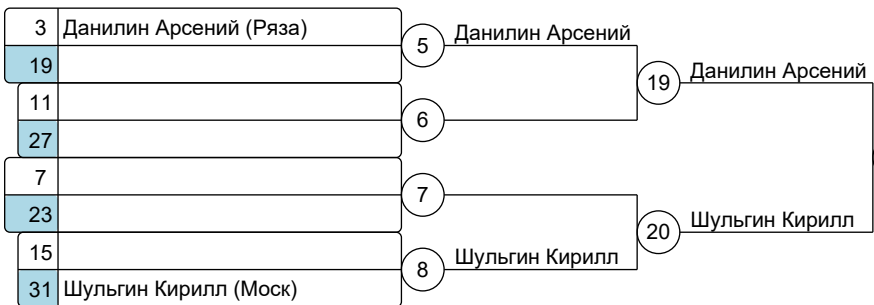 3 Данилин Арсений (Ряза)
19
11
27
7
23
15
31 Шульгин Кирилл (Моск)
5 Данилин Арсений
6
7
8 Шульгин Кирилл
19 Данилин Арсений
20 Шульгин Кирилл